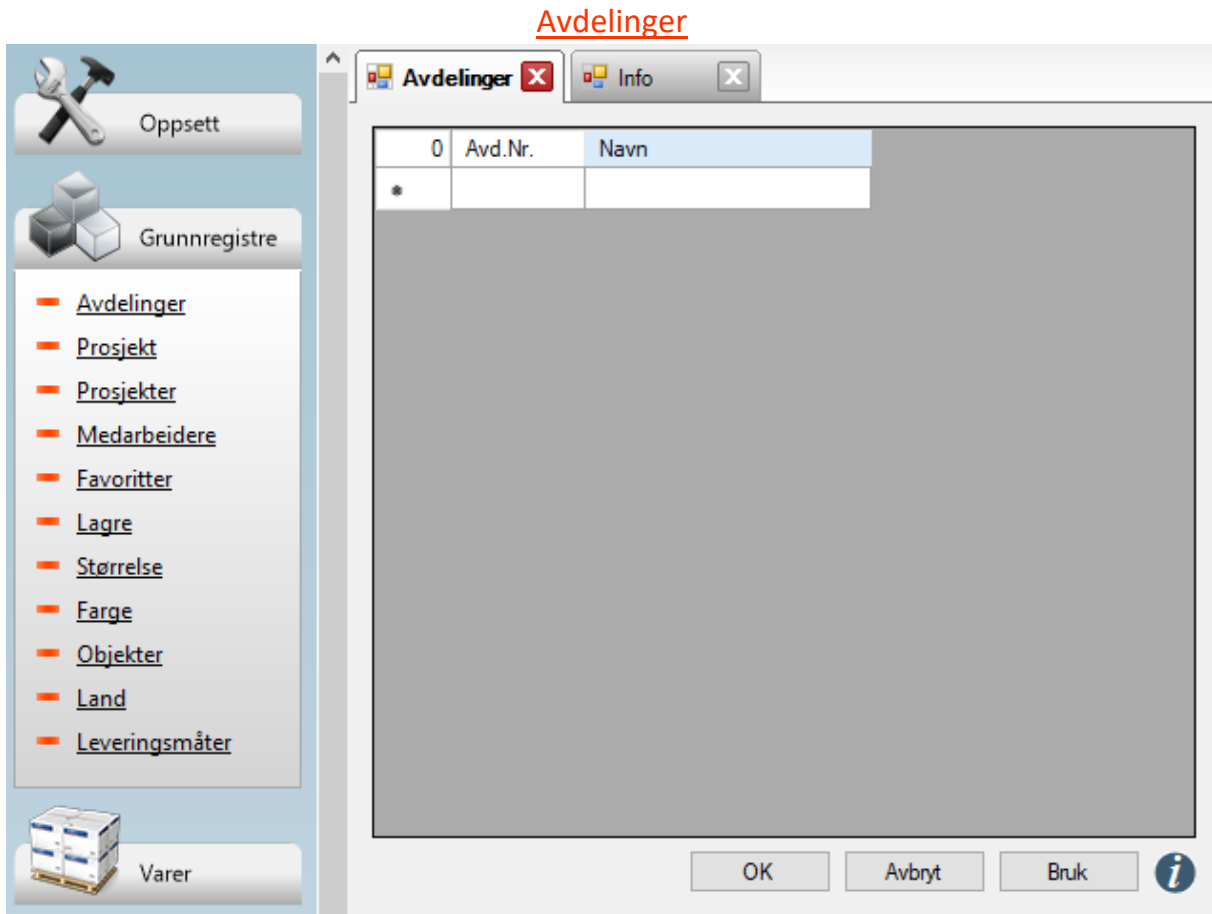 Avdelinger
Oppsett
Grunnregistre
Avdelinger
Prosjekt
Prosjekter
Medarbeidere
Favoritter
Lagre
Størrelse
Farge
Objekter
Land
Leveringsmåter
Varer
Avdelinger Info
0 Avd.Nr. Navn
*
OK Avbryt Bruk